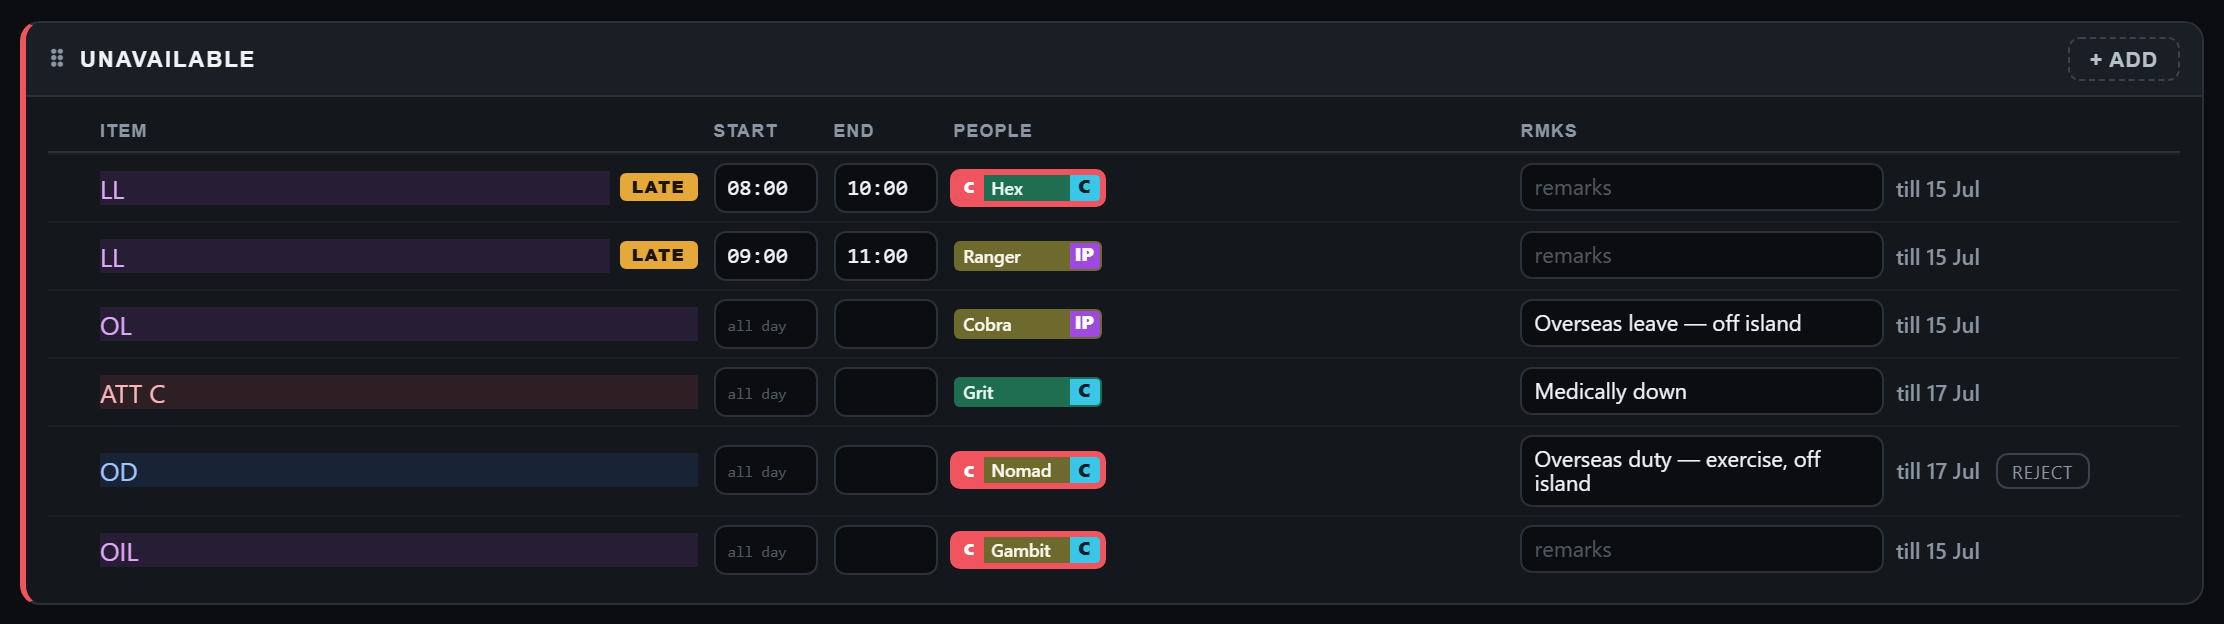 UNAVAILABLE
+ ADD
ITEM START END PEOPLE RMKS
LL LATE 08:00 10:00 C Hex C remarks till 15 Jul
LL LATE 09:00 11:00 Ranger IP remarks till 15 Jul
OL all day Cobra IP Overseas leave — off island till 15 Jul
ATT C all day Grit C Medically down till 17 Jul
OD all day C Nomad C Overseas duty — exercise, off
island till 17 Jul REJECT
OIL all day C Gambit C remarks till 15 Jul